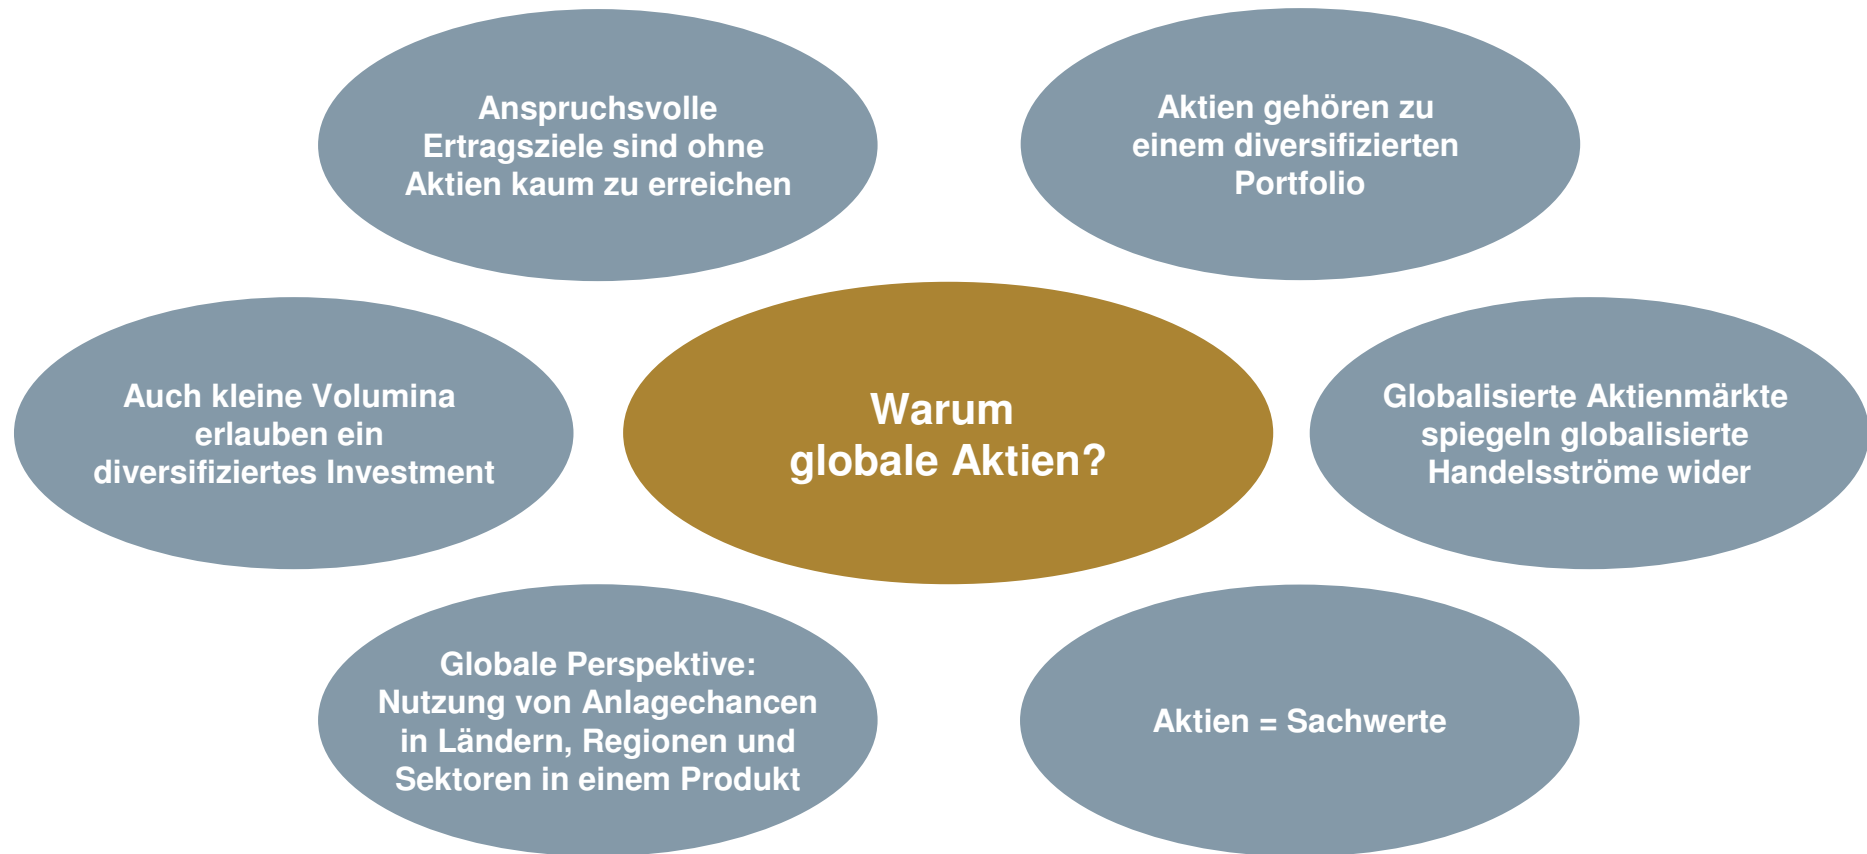 Anspruchsvolle
Ertragsziele sind ohne
Aktien kaum zu erreichen
Aktien gehören zu
einem diversifizierten
Portfolio
Auch kleine Volumina
erlauben ein
diversifiziertes Investment
Warum
globale Aktien?
Globalisierte Aktienmärkte
spiegeln globalisierte
Handelsströme wider
Globale Perspektive:
Nutzung von Anlagechancen
in Ländern, Regionen und
Sektoren in einem Produkt
Aktien = Sachwerte